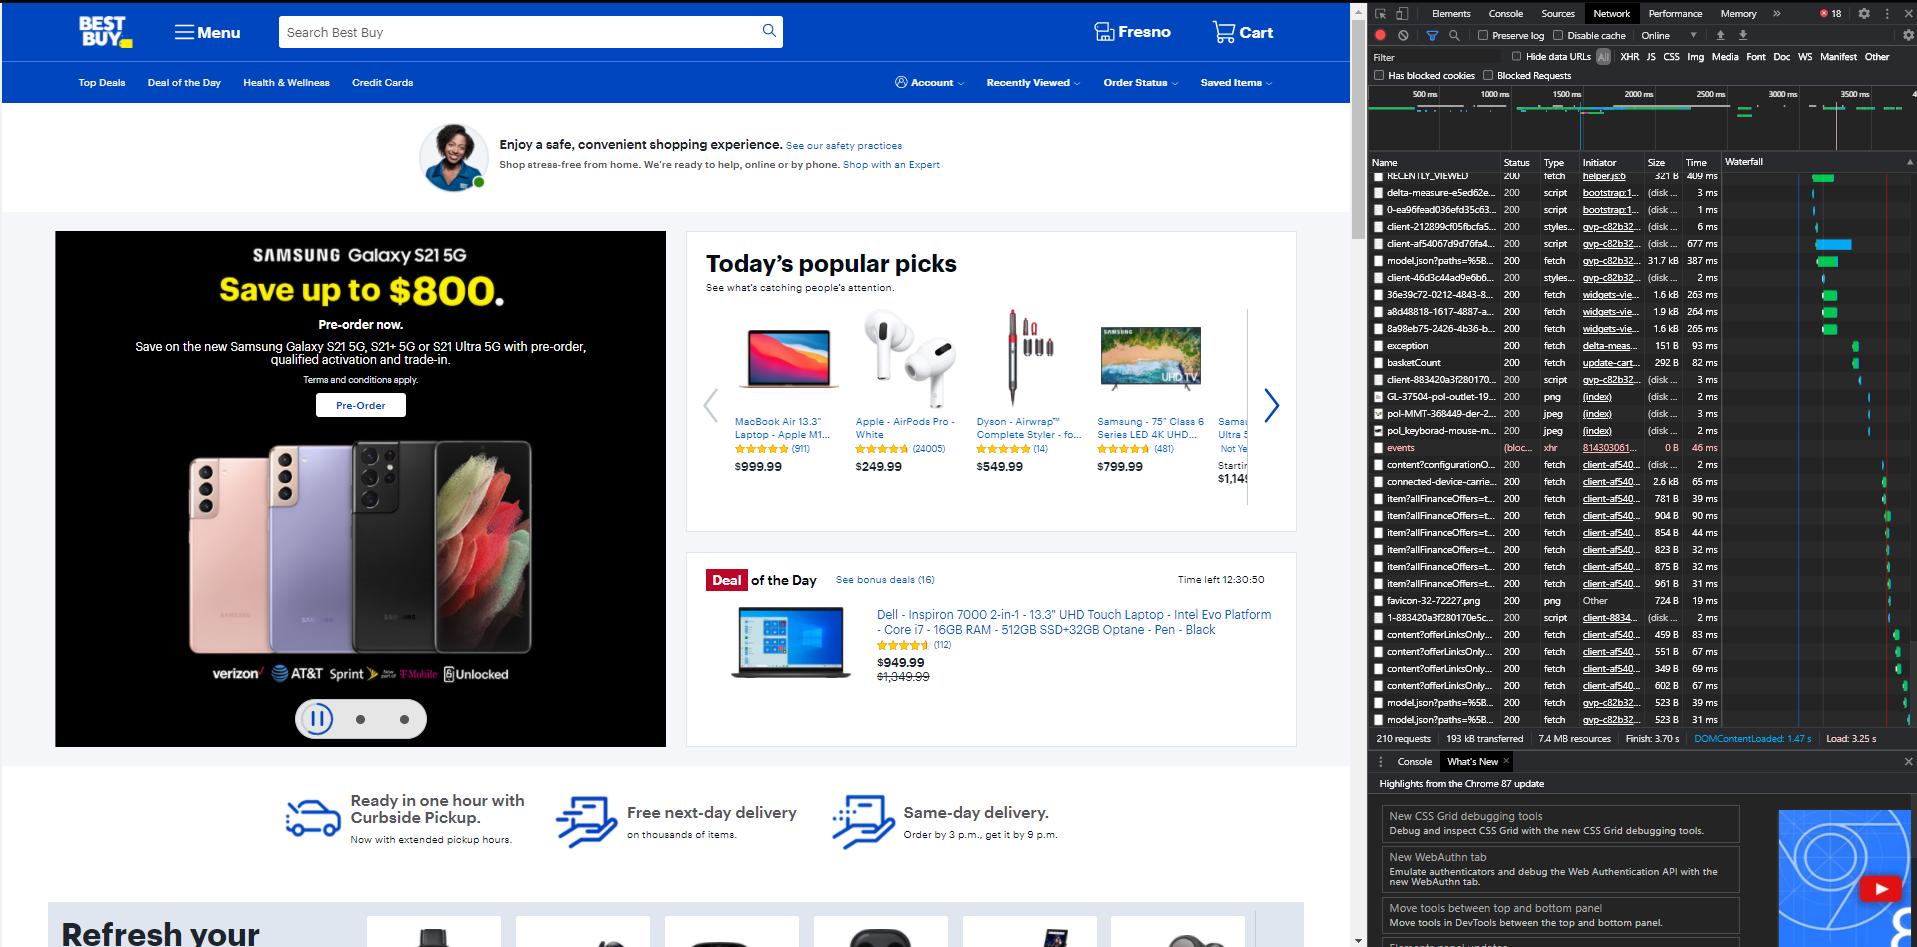 BEST
BUY
Menu
Search Best Buy
Fresno
Cart
Top Deals
Deal of the Day
Health & Wellness
Credit Cards
Account
Recently Viewed
Order Status
Saved Items
Enjoy a safe, convenient shopping experience. See our safety practices
Shop stress-free from home. We're ready to help, online or by phone. Shop with an Expert
SAMSUNG Galaxy S21 5G
Save up to $800.
Pre-order now.
Save on the new Samsung Galaxy S21 5G, S21+ 5G or S21 Ultra 5G with pre-order,
qualified activation and trade-in.
Terms and conditions apply.
Pre-Order
verizon AT&T Sprint T Mobile Unlocked
Today's popular picks
See what's catching people's attention.
MacBook Air 13.3"
Laptop - Apple M1...
(911)
$999.99
Apple - AirPods Pro -
White
(24005)
$249.99
Dyson - Airwrap™
Complete Styler - fo...
(14)
$549.99
SAMSUNG
UHD TV
Samsung - 75" Class 6
Series LED 4K UHD...
(481)
$799.99
Samsu
Ultra 5
Not Ye
Startin
$1,149
Deal of the Day
See bonus deals (16)
Time left 12:30:50
Dell - Inspiron 7000 2-in-1 - 13.3" UHD Touch Laptop - Intel Evo Platform
- Core i7 - 16GB RAM - 512GB SSD+32GB Optane - Pen - Black
(112)
$949.99
$1,349.99
Ready in one hour with
Curbside Pickup.
Now with extended pickup hours.
Free next-day delivery
on thousands of items.
Same-day delivery.
Order by 3 p.m., get it by 9 p.m.
Refresh your
Elements Console Sources Network Performance Memory » 18
Preserve log Disable cache Online
Filter Hide data URLs All XHR JS CSS Img Media Font Doc WS Manifest Other
Has blocked cookies Blocked Requests
500 ms 1000 ms 1500 ms 2000 ms 2500 ms 3000 ms 3500 ms 4
Name Status Type Initiator Size Time Waterfall
RECENTLY_VIEWED 200 fetch helper.js:6 321 B 409 ms
delta-measure-e5ed62e... 200 script bootstrap:1... (disk ... 3 ms
0-ea96fead036efd35c63... 200 script bootstrap:1... (disk ... 1 ms
client-212899cf05fbcfa5... 200 styles... gvp-c82b32... (disk ... 6 ms
client-af54067d9d76fa4... 200 script gvp-c82b32... (disk ... 677 ms
model.json?paths=%5B... 200 fetch gvp-c82b32... 31.7 kB 387 ms
client-46d3c44ad9e6b6... 200 styles... gvp-c82b32... (disk ... 2 ms
36e39c72-0212-4843-8... 200 fetch widgets-vie... 1.6 kB 263 ms
a8d48818-1617-4887-a... 200 fetch widgets-vie... 1.9 kB 264 ms
8a98eb75-2426-4b36-b... 200 fetch widgets-vie... 1.6 kB 265 ms
exception 200 fetch delta-meas... 151 B 93 ms
basketCount 200 fetch update-cart... 292 B 82 ms
client-883420a3f280170... 200 script gvp-c82b32... (disk ... 3 ms
GL-37504-pol-outlet-19... 200 png (index) (disk ... 2 ms
pol-MMT-368449-der-2... 200 jpeg (index) (disk ... 3 ms
pol_keyborad-mouse-m... 200 jpeg (index) (disk ... 2 ms
events (bloc... xhr 814303061... 0 B 46 ms
content?configurationO... 200 fetch client-af540... (disk ... 2 ms
connected-device-carrie... 200 fetch client-af540... 2.6 kB 65 ms
item?allFinanceOffers=t... 200 fetch client-af540... 781 B 39 ms
item?allFinanceOffers=t... 200 fetch client-af540... 904 B 90 ms
item?allFinanceOffers=t... 200 fetch client-af540... 854 B 44 ms
item?allFinanceOffers=t... 200 fetch client-af540... 823 B 32 ms
item?allFinanceOffers=t... 200 fetch client-af540... 875 B 32 ms
item?allFinanceOffers=t... 200 fetch client-af540... 961 B 31 ms
favicon-32-72227.png 200 png Other 724 B 19 ms
1-883420a3f280170e5c... 200 script client-8834... (disk ... 2 ms
content?offerLinksOnly... 200 fetch client-af540... 459 B 83 ms
content?offerLinksOnly... 200 fetch client-af540... 551 B 67 ms
content?offerLinksOnly... 200 fetch client-af540... 349 B 69 ms
content?offerLinksOnly... 200 fetch client-af540... 602 B 67 ms
model.json?paths=%5B... 200 fetch gvp-c82b32... 523 B 39 ms
model.json?paths=%5B... 200 fetch gvp-c82b32... 523 B 31 ms
210 requests 193 kB transferred 7.4 MB resources Finish: 3.70 s DOMContentLoaded: 1.47 s Load: 3.25 s
Console What's New
Highlights from the Chrome 87 update
New CSS Grid debugging tools
Debug and inspect CSS Grid with the new CSS Grid debugging tools.
New WebAuthn tab
Emulate authenticators and debug the Web Authentication API with the
new WebAuthn tab.
Move tools between top and bottom panel
Move tools in DevTools between the top and bottom panel.